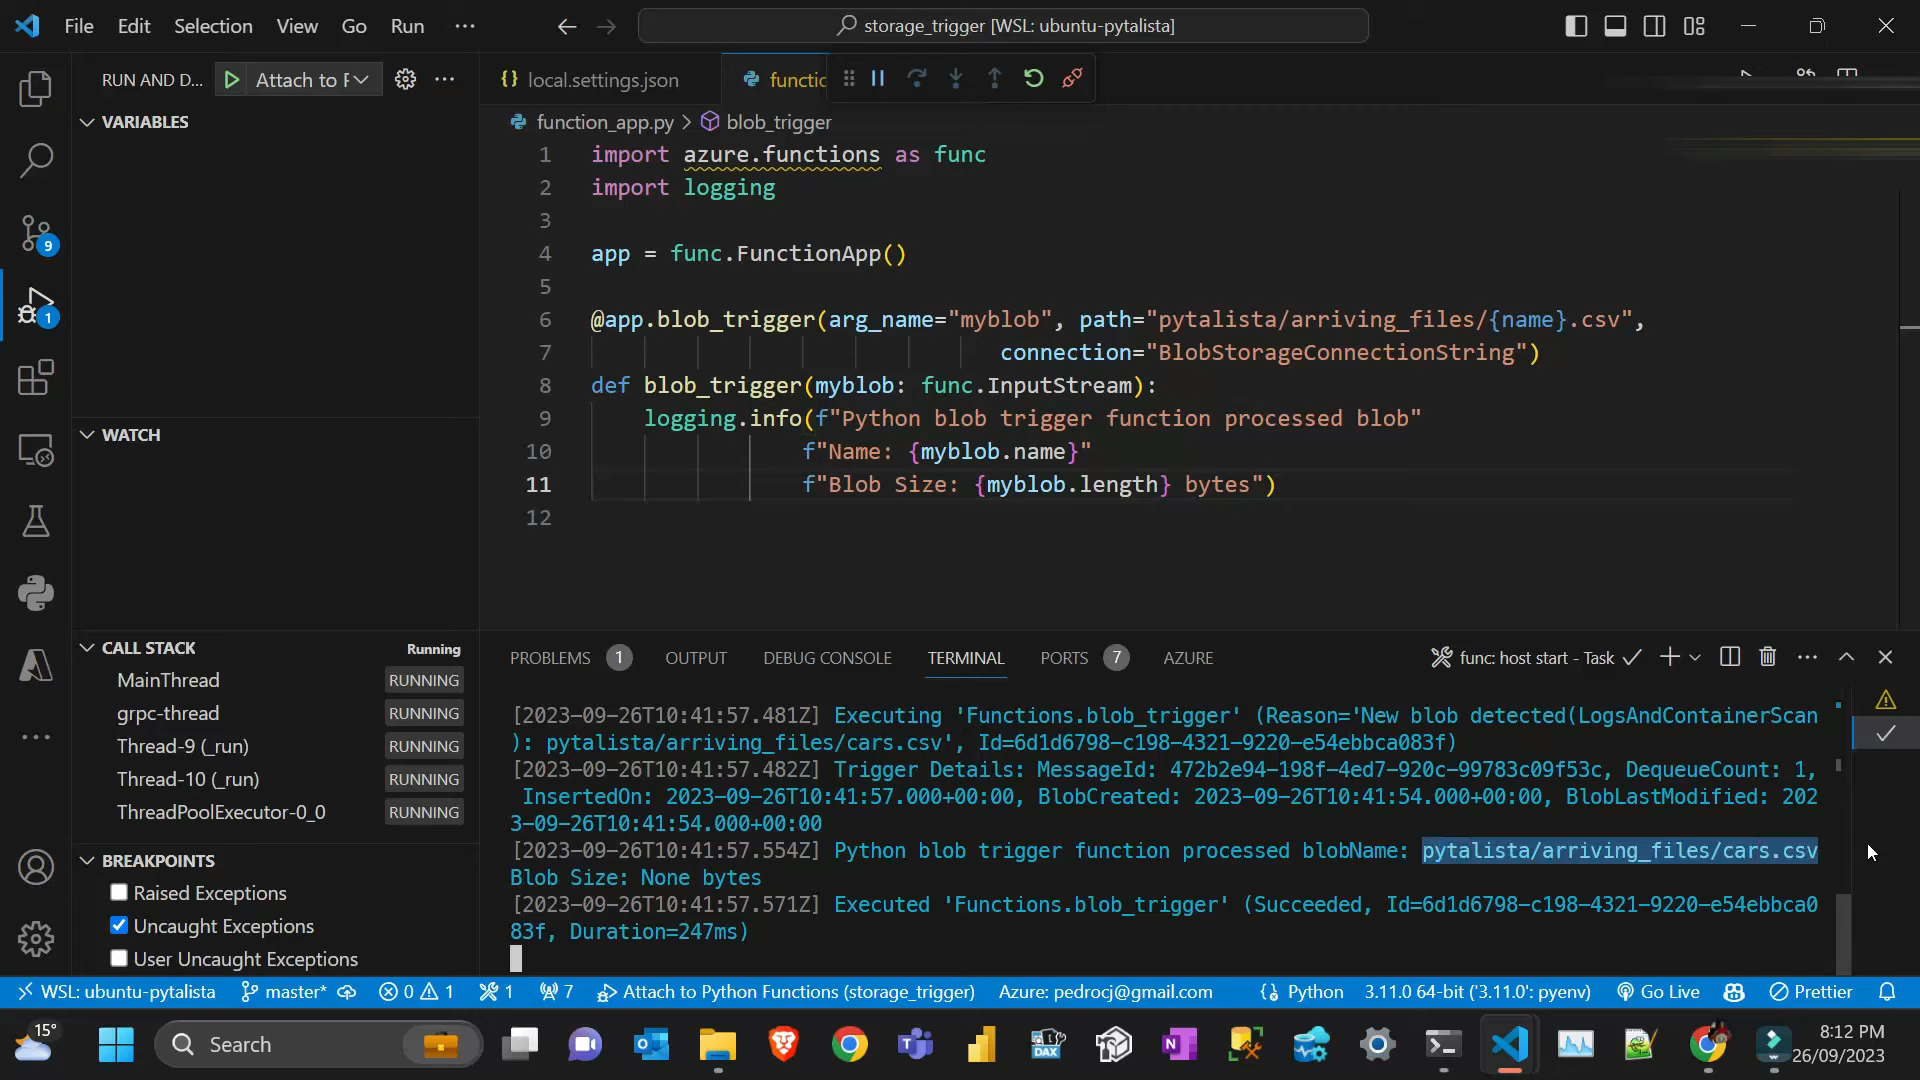 File Edit Selection View Go Run ···
storage_trigger [WSL: ubuntu-pytalista]
RUN AND D... Attach to F
local.settings.json functio
VARIABLES
function_app.py > blob_trigger
1 import azure.functions as func
2 import logging
3
4 app = func.FunctionApp()
5
6 @app.blob_trigger(arg_name="myblob", path="pytalista/arriving_files/{name}.csv",
7 connection="BlobStorageConnectionString")
8 def blob_trigger(myblob: func.InputStream):
9 logging.info(f"Python blob trigger function processed blob"
10 f"Name: {myblob.name}"
11 f"Blob Size: {myblob.length} bytes")
12
9
1
WATCH
CALL STACK Running
MainThread RUNNING
grpc-thread RUNNING
Thread-9 (_run) RUNNING
Thread-10 (_run) RUNNING
ThreadPoolExecutor-0_0 RUNNING
BREAKPOINTS
Raised Exceptions
Uncaught Exceptions
User Uncaught Exceptions
PROBLEMS 1 OUTPUT DEBUG CONSOLE TERMINAL PORTS 7 AZURE func: host start - Task
[2023-09-26T10:41:57.481Z] Executing 'Functions.blob_trigger' (Reason='New blob detected(LogsAndContainerScan
): pytalista/arriving_files/cars.csv', Id=6d1d6798-c198-4321-9220-e54ebbca083f)
[2023-09-26T10:41:57.482Z] Trigger Details: MessageId: 472b2e94-198f-4ed7-920c-99783c09f53c, DequeueCount: 1,
InsertedOn: 2023-09-26T10:41:57.000+00:00, BlobCreated: 2023-09-26T10:41:54.000+00:00, BlobLastModified: 202
3-09-26T10:41:54.000+00:00
[2023-09-26T10:41:57.554Z] Python blob trigger function processed blobName: pytalista/arriving_files/cars.csv
Blob Size: None bytes
[2023-09-26T10:41:57.571Z] Executed 'Functions.blob_trigger' (Succeeded, Id=6d1d6798-c198-4321-9220-e54ebbca0
83f, Duration=247ms)
WSL: ubuntu-pytalista master* 0 1 1 7 Attach to Python Functions (storage_trigger) Azure: pedrocj@gmail.com Python 3.11.0 64-bit ('3.11.0': pyenv) Go Live Prettier
15° Search DAX 8:12 PM
26/09/2023